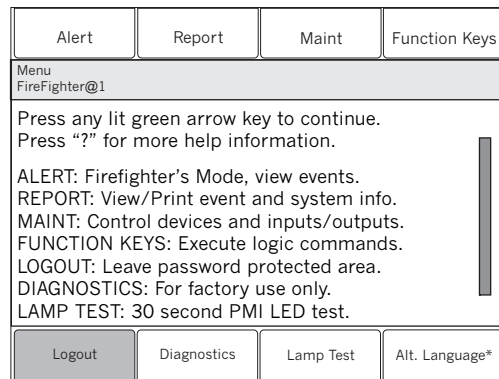 Alert Report Maint Function Keys
Menu
FireFighter@1
Press any lit green arrow key to continue.
Press “?” for more help information.
ALERT: Firefighter's Mode, view events.
REPORT: View/Print event and system info.
MAINT: Control devices and inputs/outputs.
FUNCTION KEYS: Execute logic commands.
LOGOUT: Leave password protected area.
DIAGNOSTICS: For factory use only.
LAMP TEST: 30 second PMI LED test.
Logout Diagnostics Lamp Test Alt. Language*